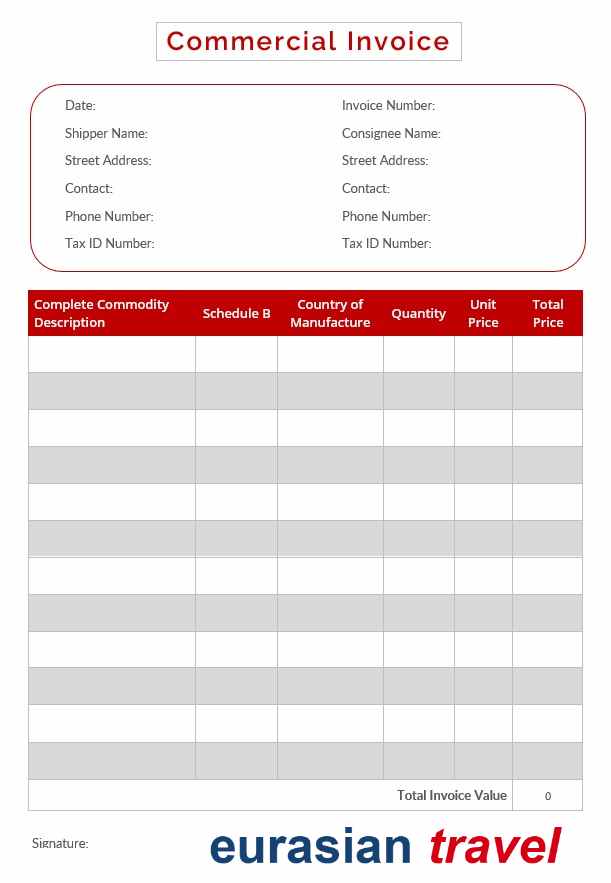 Commercial Invoice
Date:
Invoice Number:
Shipper Name:
Consignee Name:
Street Address:
Street Address:
Contact:
Contact:
Phone Number:
Phone Number:
Tax ID Number:
Tax ID Number:
Complete Commodity
Description
Schedule B
Country of
Manufacture
Quantity
Unit
Price
Total
Price
Total Invoice Value
0
Signature:
eurasian travel